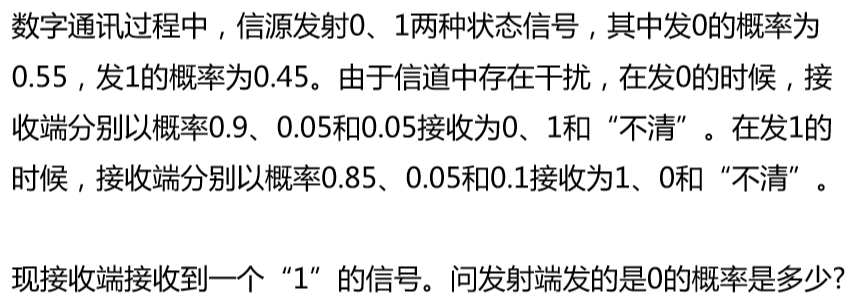 数字通讯过程中，信源发射0、1两种状态信号，其中发0的概率为
0.55，发1的概率为0.45。由于信道中存在干扰，在发0的时候，接
收端分别以概率0.9、0.05和0.05接收为0、1和“不清”。在发1的
时候，接收端分别以概率0.85、0.05和0.1接收为1、0和“不清”。
现接收端接收到一个“1”的信号。问发射端发的是0的概率是多少?